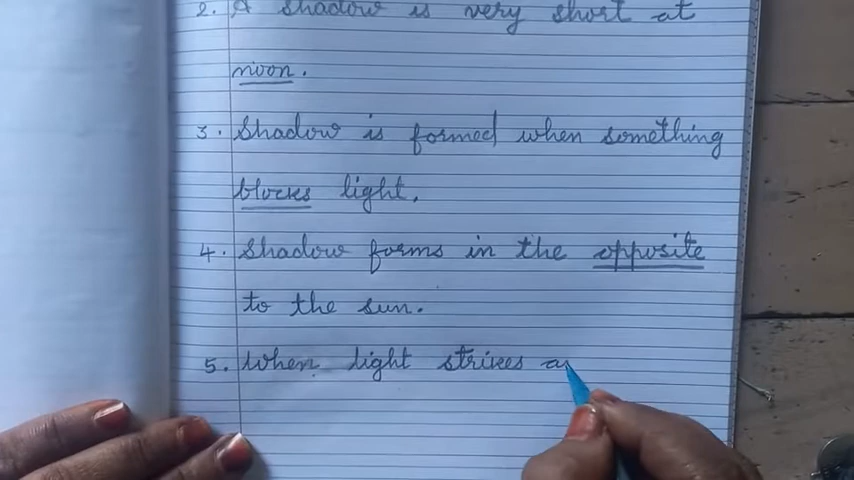 2. A shadow is very short at
noon.
3. Shadow is formed when something
blocks light.
4. Shadow forms in the opposite
to the sun.
5. When light strikes a